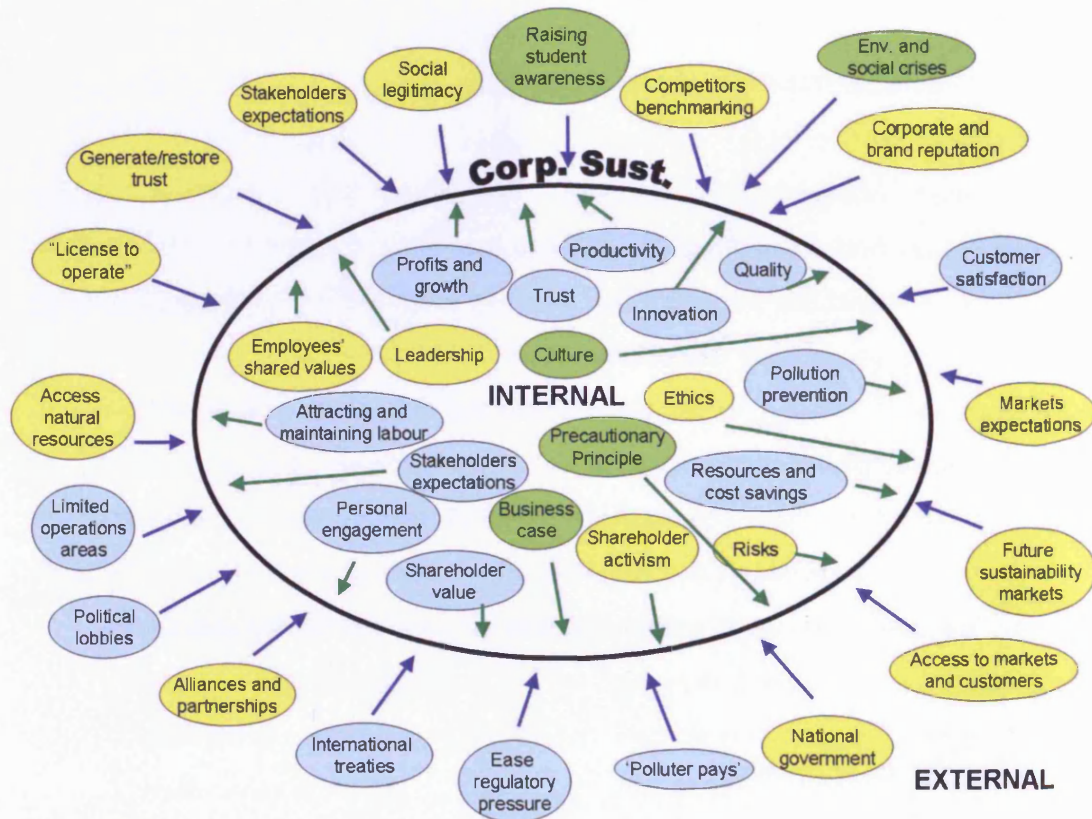 Raising
student
awareness
Env. and
social crises
Social
legitimacy
Stakeholders
expectations
Competitors
benchmarking
Corporate and
brand reputation
Generate/restore
trust
Corp. Sust.
"License to
operate"
Profits and
growth
Trust
Productivity
Innovation
Quality
Customer
satisfaction
Employees'
shared values
Leadership
Culture
INTERNAL
Ethics
Pollution
prevention
Access
natural
resources
Attracting and
maintaining labour
Precautionary
Principle
Markets
expectations
Stakeholders
expectations
Resources and
cost savings
Limited
operations
areas
Personal
engagement
Business
case
Shareholder
activism
Risks
Future
sustainability
markets
Shareholder
value
Political
lobbies
Alliances and
partnerships
Access to markets
and customers
International
treaties
Ease
regulatory
pressure
'Polluter pays'
National
government
EXTERNAL